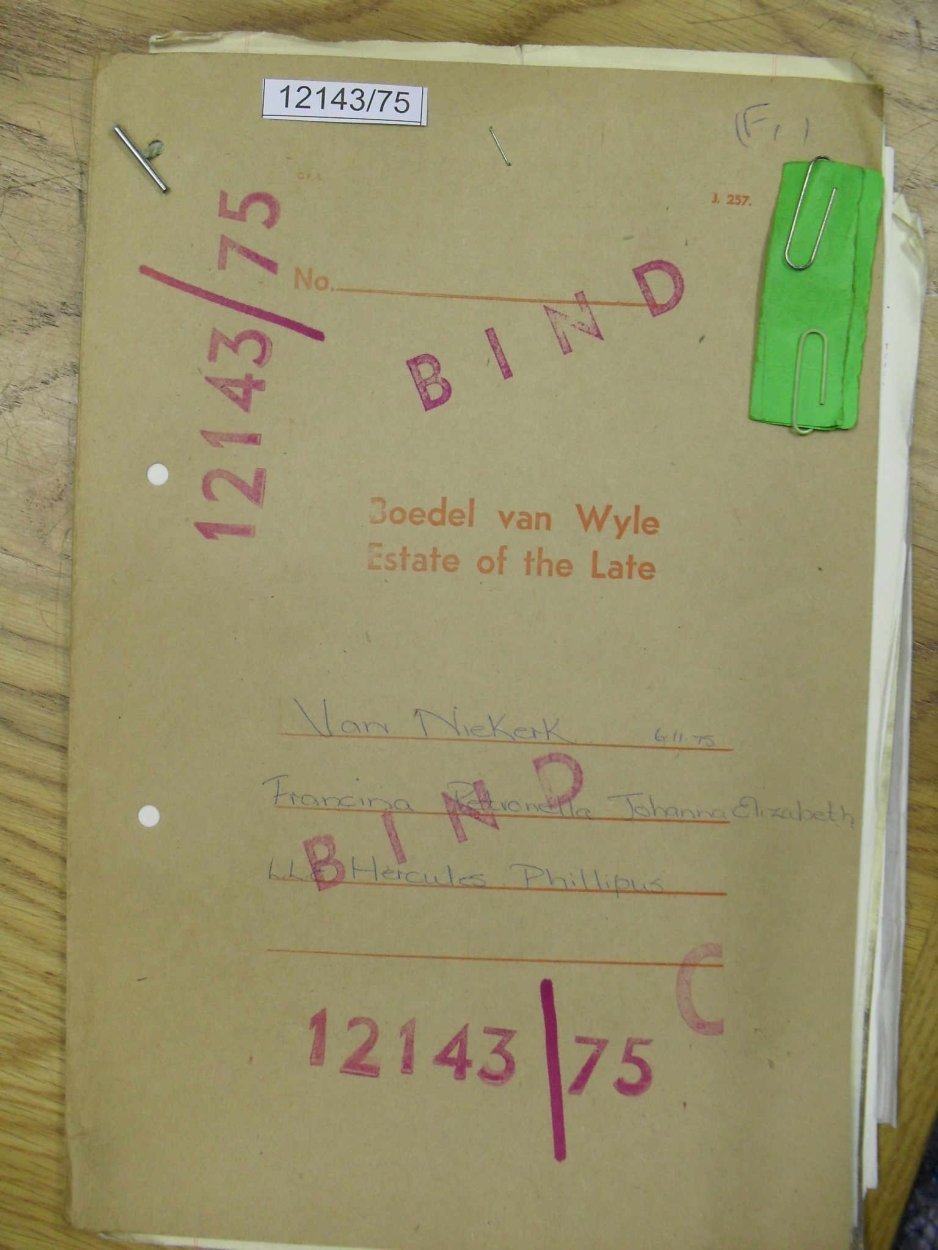 12143/75
(F, )
J. 257.
12143/75
No.
BIND
Boedel van Wyle
Estate of the Late
Van Niekerk 6.11.75
Francina Petronella Johanna Elizabeth
BIND
Hercules Phillipus
C
12143/75